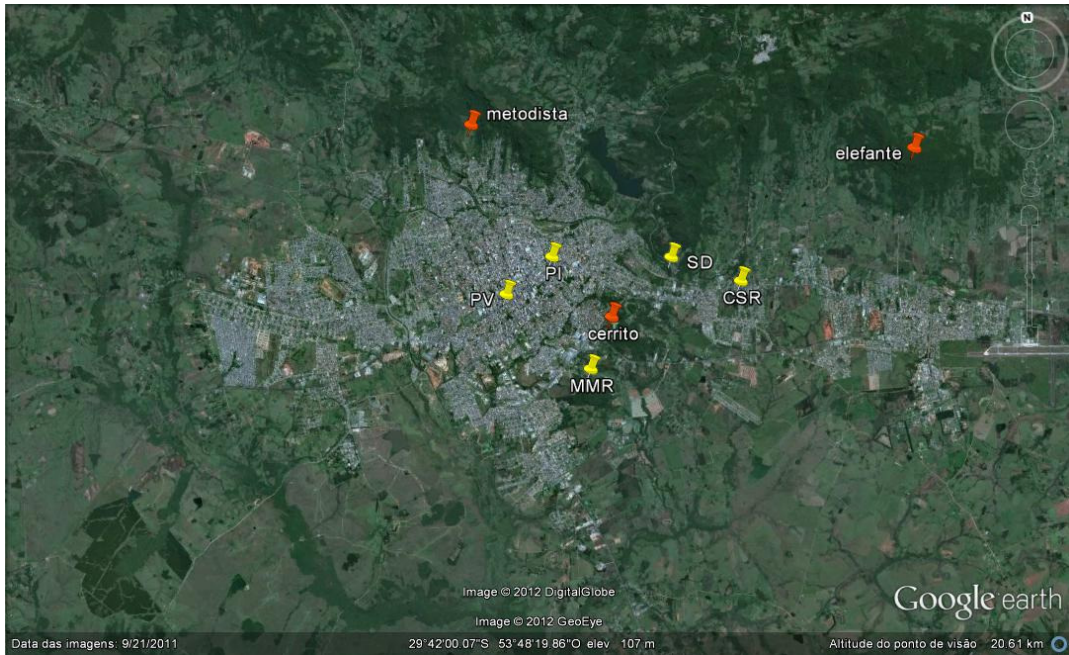 N
metodista
elefante
SD
PI
CSR
PV
cerrito
MMR
Image © 2012 DigitalGlobe
Google earth
Image © 2012 GeoEye
Data das imagens: 9/21/2011 29°42'00.07"S 53°48'19.86"O elev 107 m Altitude do ponto de visão 20.61 km